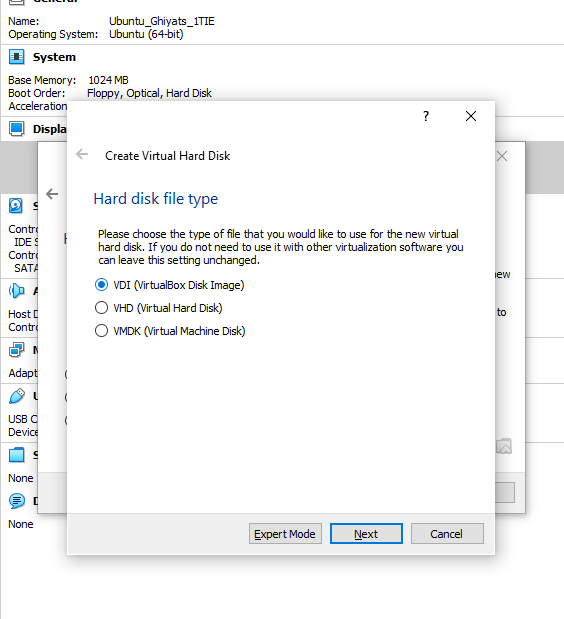 General
Name: Ubuntu_Ghiyats_1TIE
Operating System: Ubuntu (64-bit)
System
Base Memory: 1024 MB
Boot Order: Floppy, Optical, Hard Disk
Acceleration
Displa
?
Create Virtual Hard Disk
Hard disk file type
Please choose the type of file that you would like to use for the new virtual
hard disk. If you do not need to use it with other virtualization software you
can leave this setting unchanged.
VDI (VirtualBox Disk Image)
VHD (Virtual Hard Disk)
VMDK (Virtual Machine Disk)
Expert Mode Next Cancel
S
Contro
IDE S
Contro
SATA
new
to
Host D
Contro
Adapt
USB C
Device
S
None
D
None